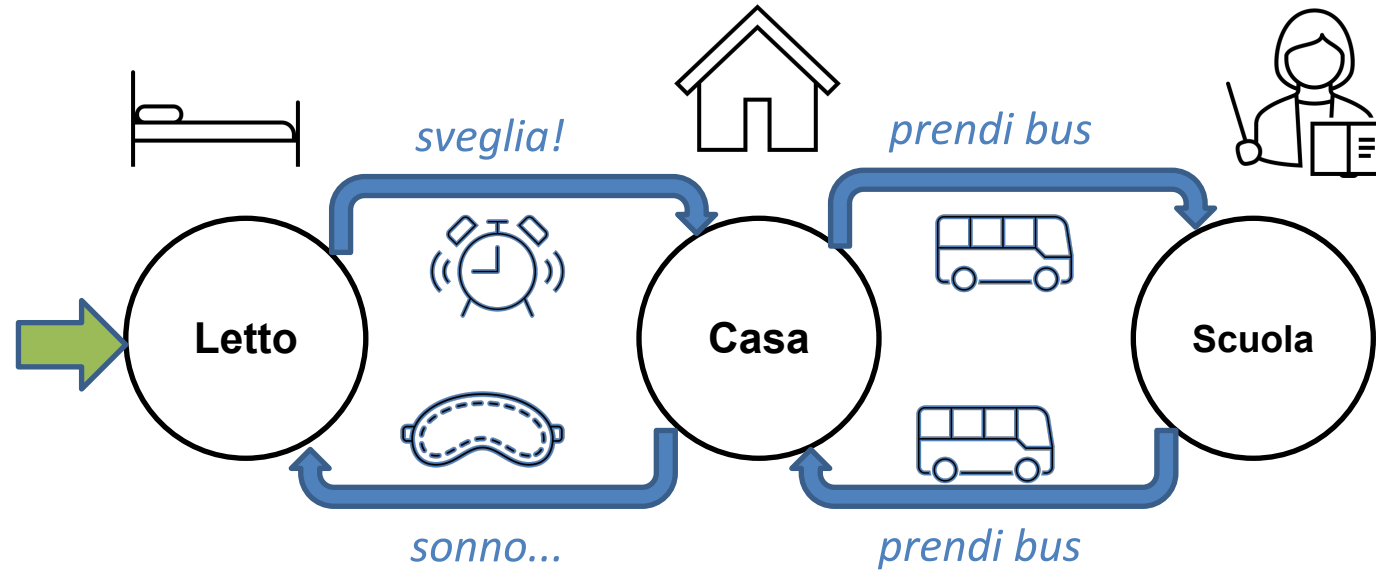 sveglia!
prendi bus
Letto
Casa
Scuola
sonno...
prendi bus